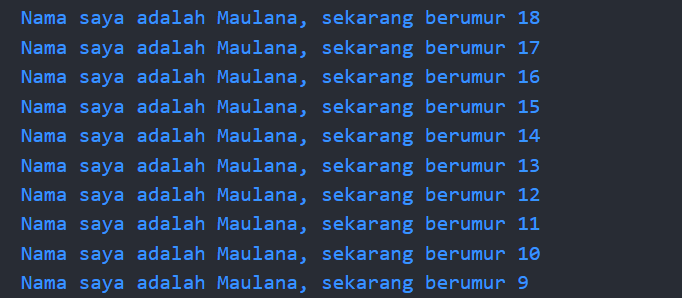 Nama saya adalah Maulana, sekarang berumur 18
Nama saya adalah Maulana, sekarang berumur 17
Nama saya adalah Maulana, sekarang berumur 16
Nama saya adalah Maulana, sekarang berumur 15
Nama saya adalah Maulana, sekarang berumur 14
Nama saya adalah Maulana, sekarang berumur 13
Nama saya adalah Maulana, sekarang berumur 12
Nama saya adalah Maulana, sekarang berumur 11
Nama saya adalah Maulana, sekarang berumur 10
Nama saya adalah Maulana, sekarang berumur 9